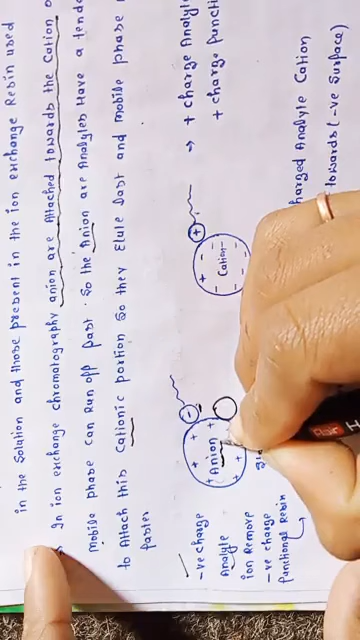 in the solution and those present in the ion exchange Resin used
In ion exchange chromatography anion are Attached towards the Cation
mobile phase can Run off fast. So the Anion are Analytes Have a tend
to Attach this Cationic portion So they Elute Last and mobile phase
faster
+ charge Analyte
+ charge functi
charged Analyte Cation
towards (-ve Surface)
+
+
Cation
-
Anion
-ve charge
Analyte
ion Remove
-ve charge
functional Resin